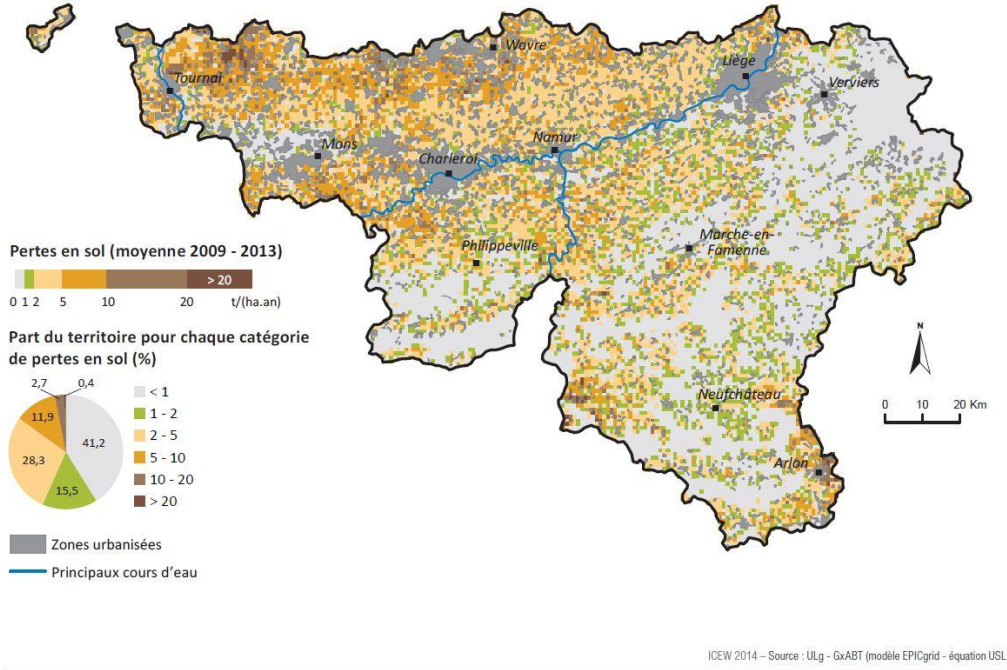 Wavre
Liège
Tournai
Verviers
Mons
Namur
Charleroi
Marche-en-
Famenne
Philippeville
Neufchâteau
Arlon
Pertes en sol (moyenne 2009 - 2013)
> 20
0 1 2 5 10 20 t/(ha.an)
Part du territoire pour chaque catégorie
de pertes en sol (%)
2,7 0,4
11,9
41,2
28,3
15,5
< 1
1 - 2
2 - 5
5 - 10
10 - 20
> 20
Zones urbanisées
Principaux cours d'eau
N
0 10 20 Km
ICEW 2014 – Source : ULg - GxABT (modèle EPICgrid - équation USL